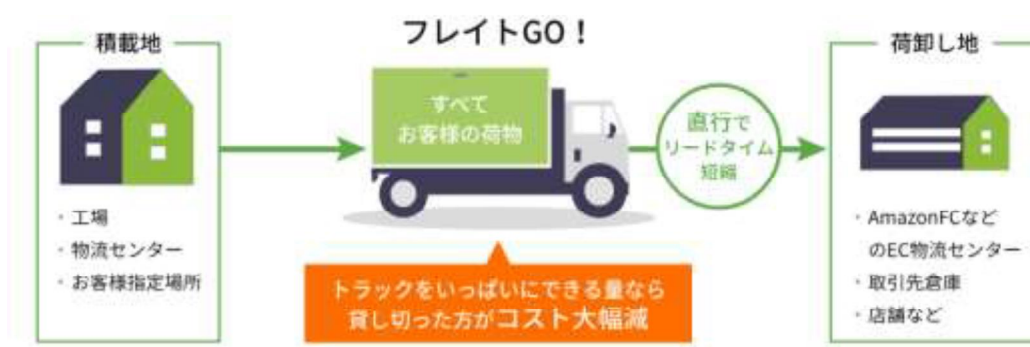 フレイトGO！
積載地
・工場
・物流センター
・お客様指定場所
すべて
お客様の荷物
直行で
リードタイム
短縮
トラックをいっぱいにできる量なら
貸し切った方がコスト大幅減
荷卸し地
・AmazonFCなど
のEC物流センター
・取引先倉庫
・店舗など